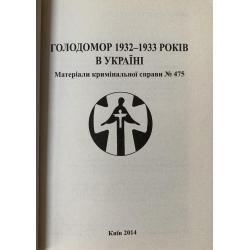 ГОЛОДОМОР 1932–1933 РОКІВ
В УКРАЇНІ
Матеріали кримінальної справи № 475
Київ 2014